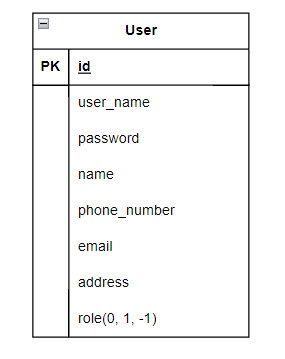 User
PK id
user_name
password
name
phone_number
email
address
role(0, 1, -1)